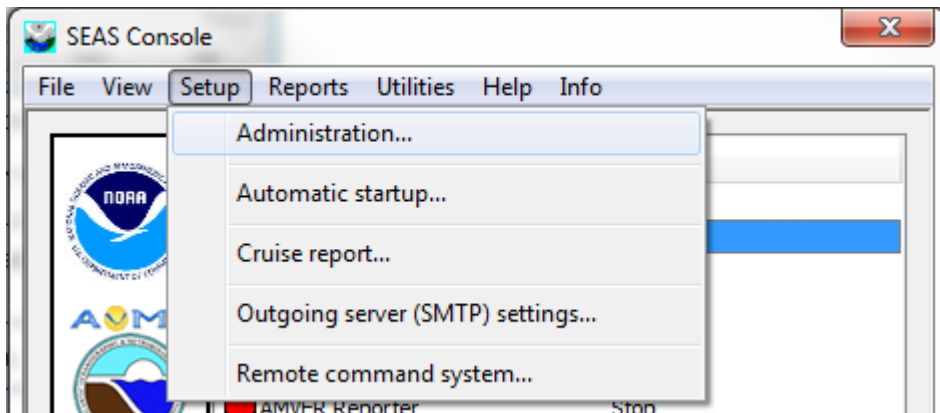 SEAS Console
File View Setup Reports Utilities Help Info
Administration...
NOAA
Automatic startup...
Cruise report...
Outgoing server (SMTP) settings...
Remote command system...
AMVER Reporter Stop